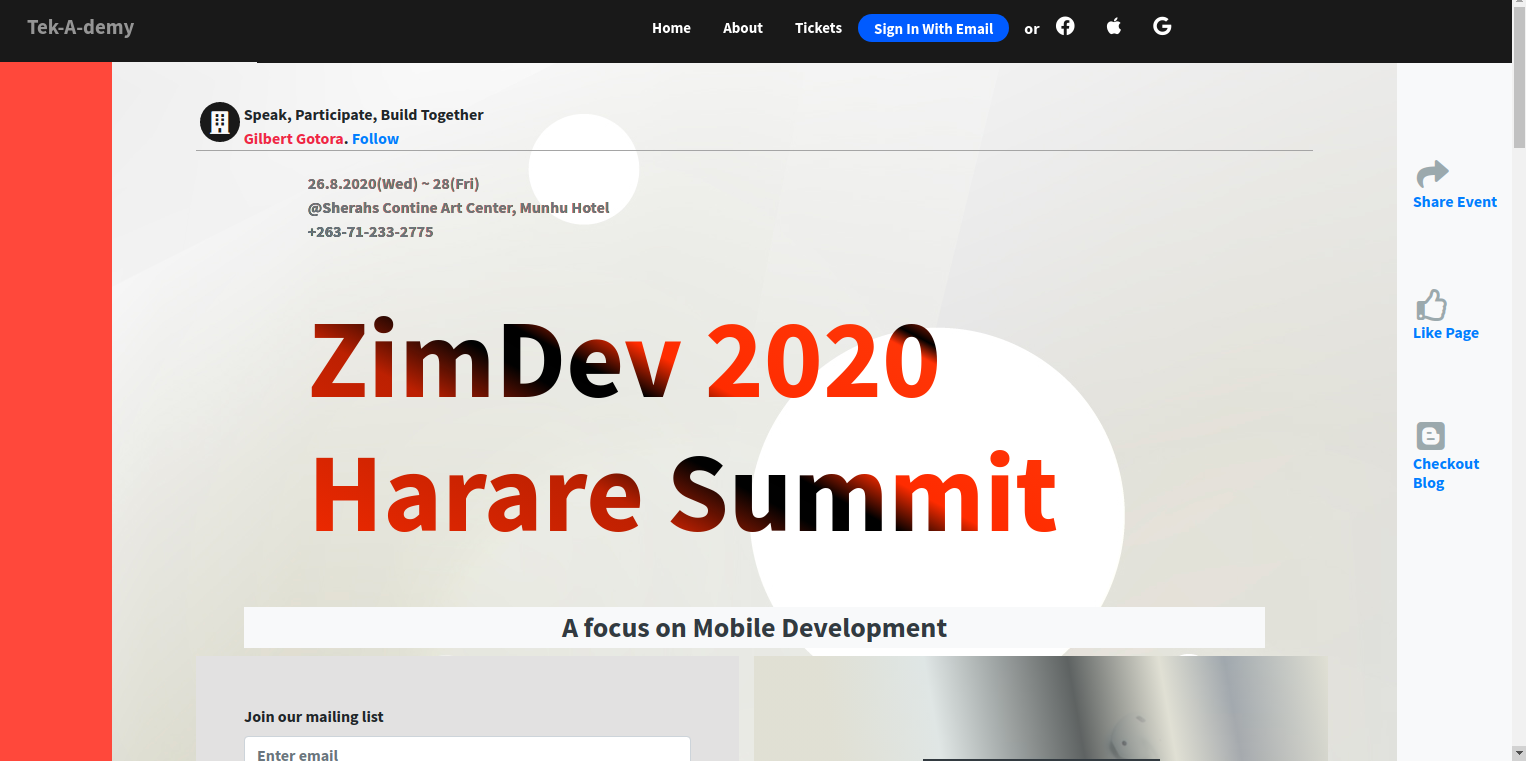 Tek-A-demy
Home About Tickets Sign In With Email or
Speak, Participate, Build Together
Gilbert Gotora. Follow
26.8.2020(Wed) ~ 28(Fri)
@Sherahs Contine Art Center, Munhu Hotel
+263-71-233-2775
Share Event
Like Page
Checkout
Blog
ZimDev 2020
Harare Summit
A focus on Mobile Development
Join our mailing list
Enter email